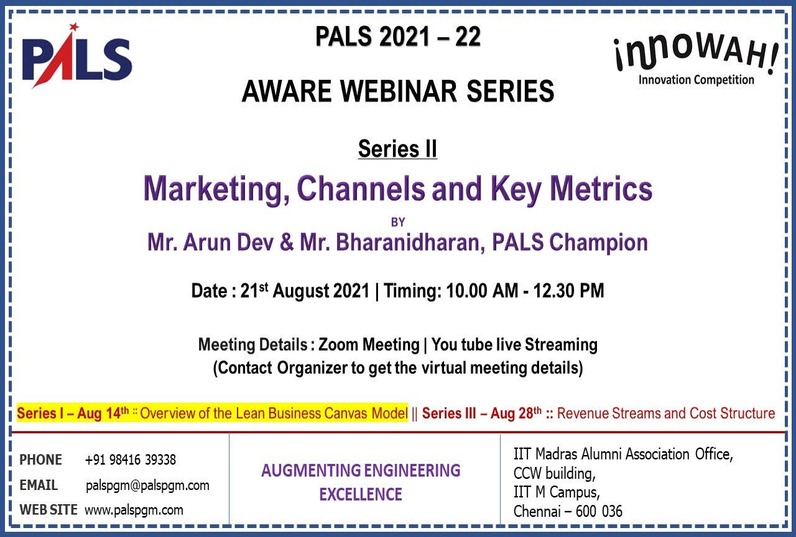 PALS
PALS 2021 – 22
innoWAH!
Innovation Competition
AWARE WEBINAR SERIES
Series II
Marketing, Channels and Key Metrics
BY
Mr. Arun Dev & Mr. Bharanidharan, PALS Champion
Date : 21st August 2021 | Timing: 10.00 AM - 12.30 PM
Meeting Details : Zoom Meeting | You tube live Streaming
(Contact Organizer to get the virtual meeting details)
Series I – Aug 14th :: Overview of the Lean Business Canvas Model || Series III – Aug 28th :: Revenue Streams and Cost Structure
PHONE +91 98416 39338
EMAIL palspgm@palspgm.com
WEB SITE www.palspgm.com
AUGMENTING ENGINEERING
EXCELLENCE
IIT Madras Alumni Association Office,
CCW building,
IIT M Campus,
Chennai – 600 036